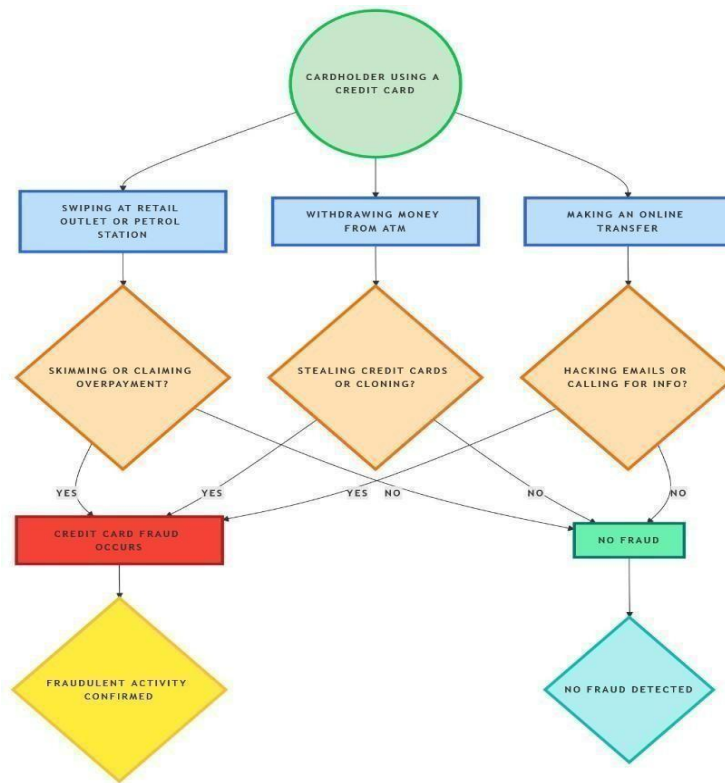 CARDHOLDER USING A
CREDIT CARD
SWIPING AT RETAIL
OUTLET OR PETROL
STATION
WITHDRAWING MONEY
FROM ATM
MAKING AN ONLINE
TRANSFER
SKIMMING OR CLAIMING
OVERPAYMENT?
STEALING CREDIT CARDS
OR CLONING?
HACKING EMAILS OR
CALLING FOR INFO?
YES
YES
YES
NO
NO
NO
CREDIT CARD FRAUD
OCCURS
NO FRAUD
FRAUDULENT ACTIVITY
CONFIRMED
NO FRAUD DETECTED